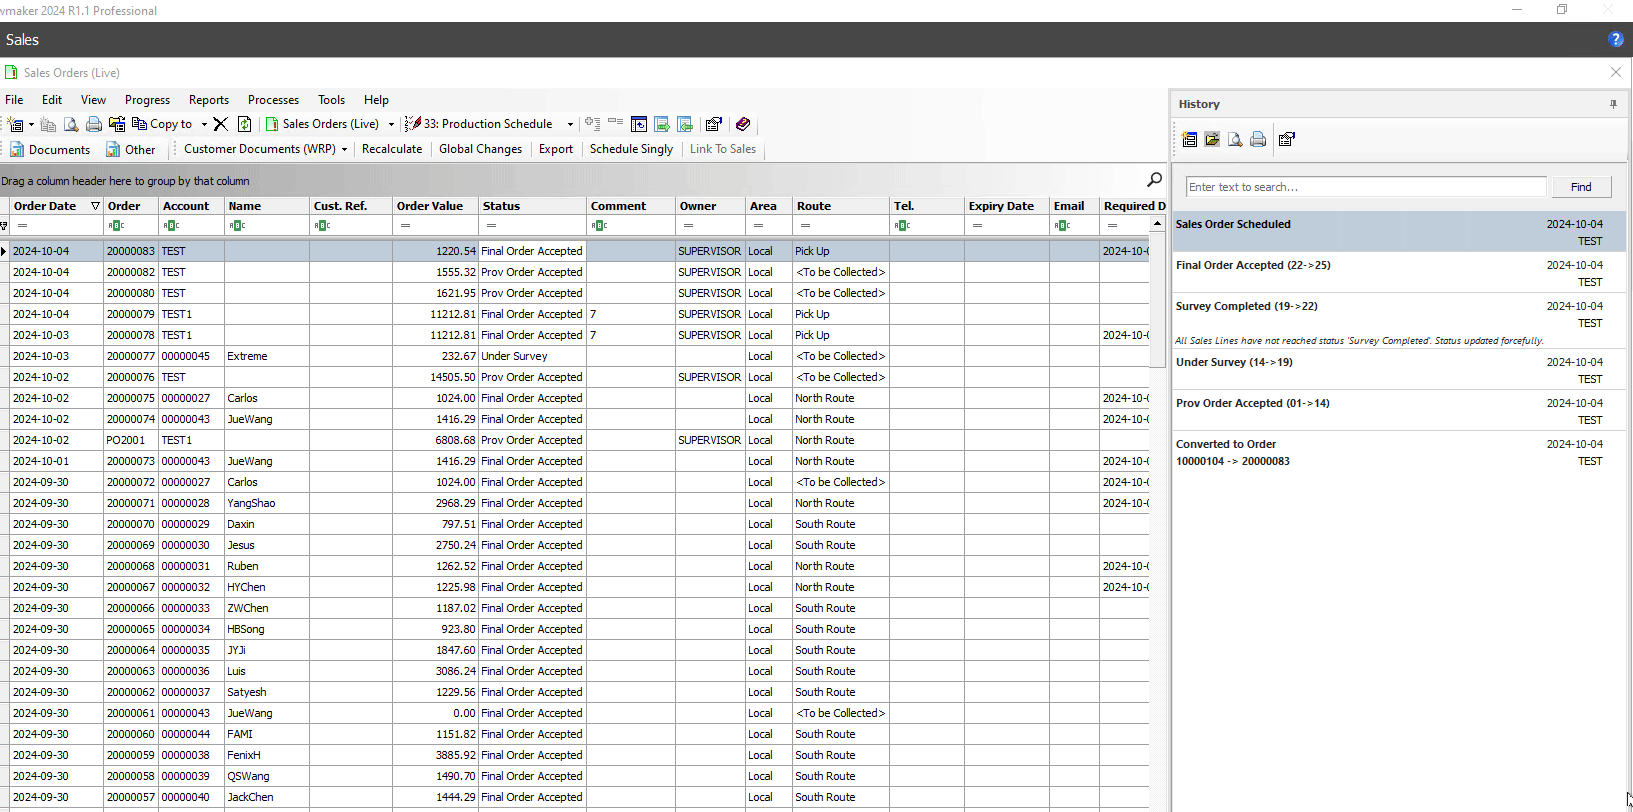 wmaker 2024 R1.1 Professional
Sales
Sales Orders (Live)
File Edit View Progress Reports Processes Tools Help
Copy to Sales Orders (Live) 33: Production Schedule
Documents Other Customer Documents (WRP) Recalculate Global Changes Export Schedule Singly Link To Sales
Drag a column header here to group by that column
Order Date Order Account Name Cust. Ref. Order Value Status Comment Owner Area Route Tel. Expiry Date Email Required D
= ABC ABC ABC ABC = = ABC = = = ABC = ABC =
2024-10-04 20000083 TEST 1220.54 Final Order Accepted SUPERVISOR Local Pick Up 2024-10-0
2024-10-04 20000082 TEST 1555.32 Prov Order Accepted SUPERVISOR Local <To be Collected>
2024-10-04 20000080 TEST 1621.95 Prov Order Accepted SUPERVISOR Local <To be Collected>
2024-10-04 20000079 TEST1 11212.81 Final Order Accepted 7 SUPERVISOR Local Pick Up
2024-10-03 20000078 TEST1 11212.81 Final Order Accepted 7 SUPERVISOR Local Pick Up 2024-10-0
2024-10-03 20000077 00000045 Extreme 232.67 Under Survey Local <To be Collected>
2024-10-02 20000076 TEST 14505.50 Prov Order Accepted SUPERVISOR Local <To be Collected>
2024-10-02 20000075 00000027 Carlos 1024.00 Final Order Accepted Local North Route 2024-10-0
2024-10-02 20000074 00000043 JueWang 1416.29 Final Order Accepted Local North Route 2024-10-0
2024-10-02 PO2001 TEST1 6808.68 Prov Order Accepted SUPERVISOR Local North Route
2024-10-01 20000073 00000043 JueWang 1416.29 Final Order Accepted Local North Route 2024-10-0
2024-09-30 20000072 00000027 Carlos 1024.00 Final Order Accepted Local <To be Collected> 2024-10-0
2024-09-30 20000071 00000028 YangShao 2968.29 Final Order Accepted Local North Route 2024-10-0
2024-09-30 20000070 00000029 Daxin 797.51 Final Order Accepted Local South Route
2024-09-30 20000069 00000030 Jesus 2750.24 Final Order Accepted Local South Route
2024-09-30 20000068 00000031 Ruben 1262.52 Final Order Accepted Local North Route 2024-10-0
2024-09-30 20000067 00000032 HYChen 1225.98 Final Order Accepted Local North Route 2024-10-0
2024-09-30 20000066 00000033 ZWChen 1187.02 Final Order Accepted Local South Route
2024-09-30 20000065 00000034 HBSong 923.80 Final Order Accepted Local South Route
2024-09-30 20000064 00000035 JYJi 1847.60 Final Order Accepted Local South Route
2024-09-30 20000063 00000036 Luis 3086.24 Final Order Accepted Local South Route
2024-09-30 20000062 00000037 Satyesh 1229.56 Final Order Accepted Local South Route
2024-09-30 20000061 00000043 JueWang 0.00 Final Order Accepted Local <To be Collected>
2024-09-30 20000060 00000044 FAMI 1151.82 Final Order Accepted Local South Route
2024-09-30 20000059 00000038 FenixH 3885.92 Final Order Accepted Local South Route
2024-09-30 20000058 00000039 QSWang 1490.70 Final Order Accepted Local South Route
2024-09-30 20000057 00000040 JackChen 1444.29 Final Order Accepted Local South Route
History
Enter text to search... Find
Sales Order Scheduled 2024-10-04
TEST
Final Order Accepted (22->25) 2024-10-04
TEST
Survey Completed (19->22) 2024-10-04
TEST
All Sales Lines have not reached status 'Survey Completed'. Status updated forcefully.
Under Survey (14->19) 2024-10-04
TEST
Prov Order Accepted (01->14) 2024-10-04
TEST
Converted to Order 2024-10-04
10000104 -> 20000083 TEST